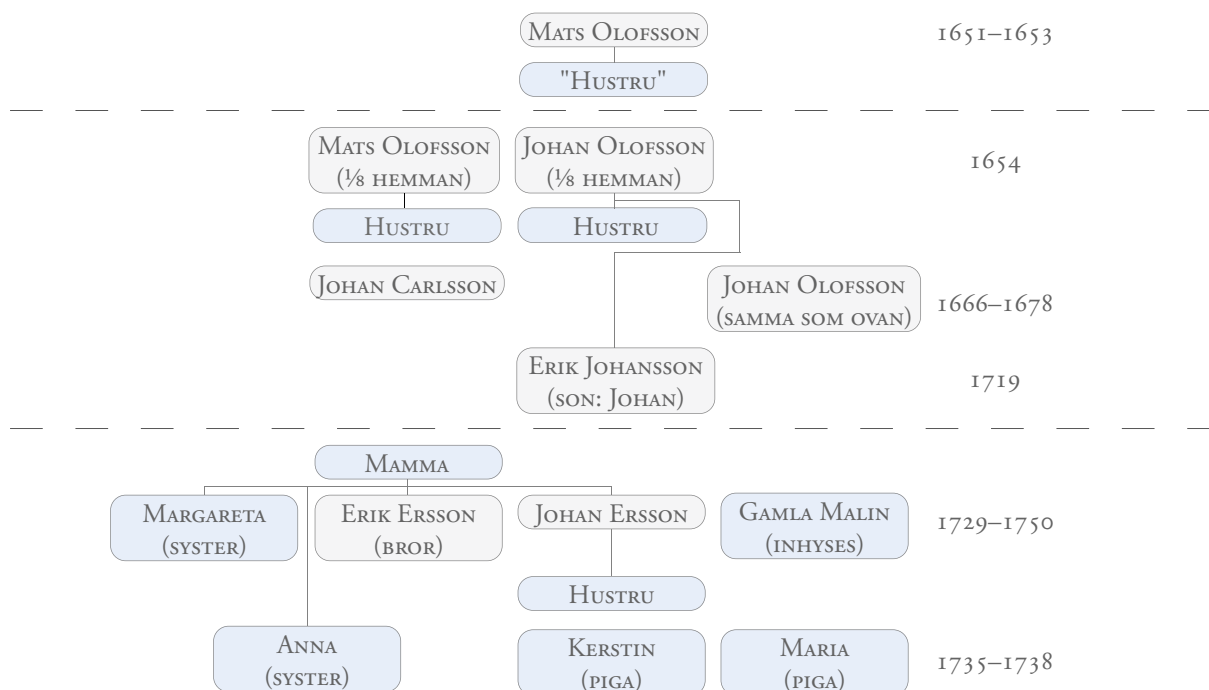 Mats Olofsson
1651–1653
"Hustru"
Mats Olofsson
(⅛ hemman)
Johan Olofsson
(⅛ hemman)
1654
Hustru
Hustru
Johan Carlsson
Johan Olofsson
(samma som ovan)
1666–1678
Erik Johansson
(son: Johan)
1719
Mamma
Margareta
(syster)
Erik Ersson
(bror)
Johan Ersson
Gamla Malin
(inhyses)
1729–1750
Hustru
Anna
(syster)
Kerstin
(piga)
Maria
(piga)
1735–1738